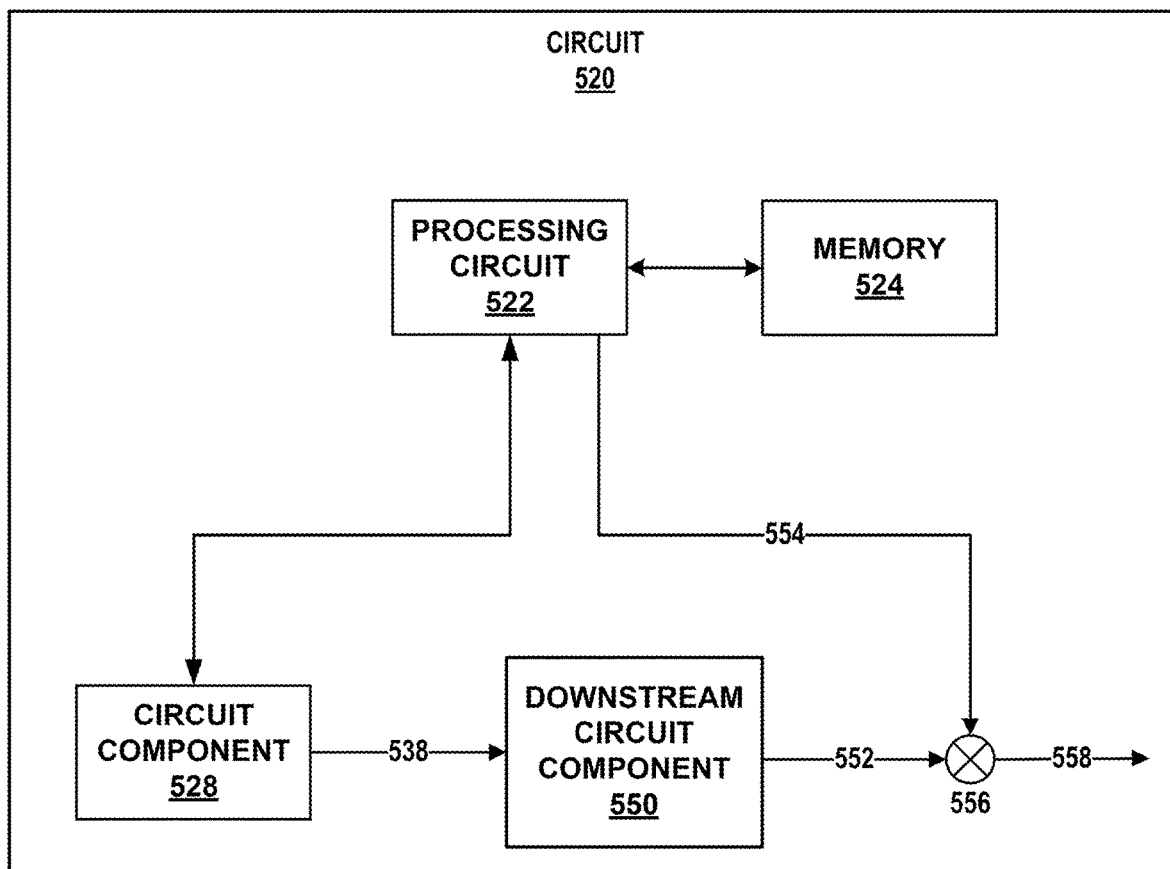 CIRCUIT
520
PROCESSING
CIRCUIT
522
MEMORY
524
554
CIRCUIT
COMPONENT
528
538
DOWNSTREAM
CIRCUIT
COMPONENT
550
552
556
558